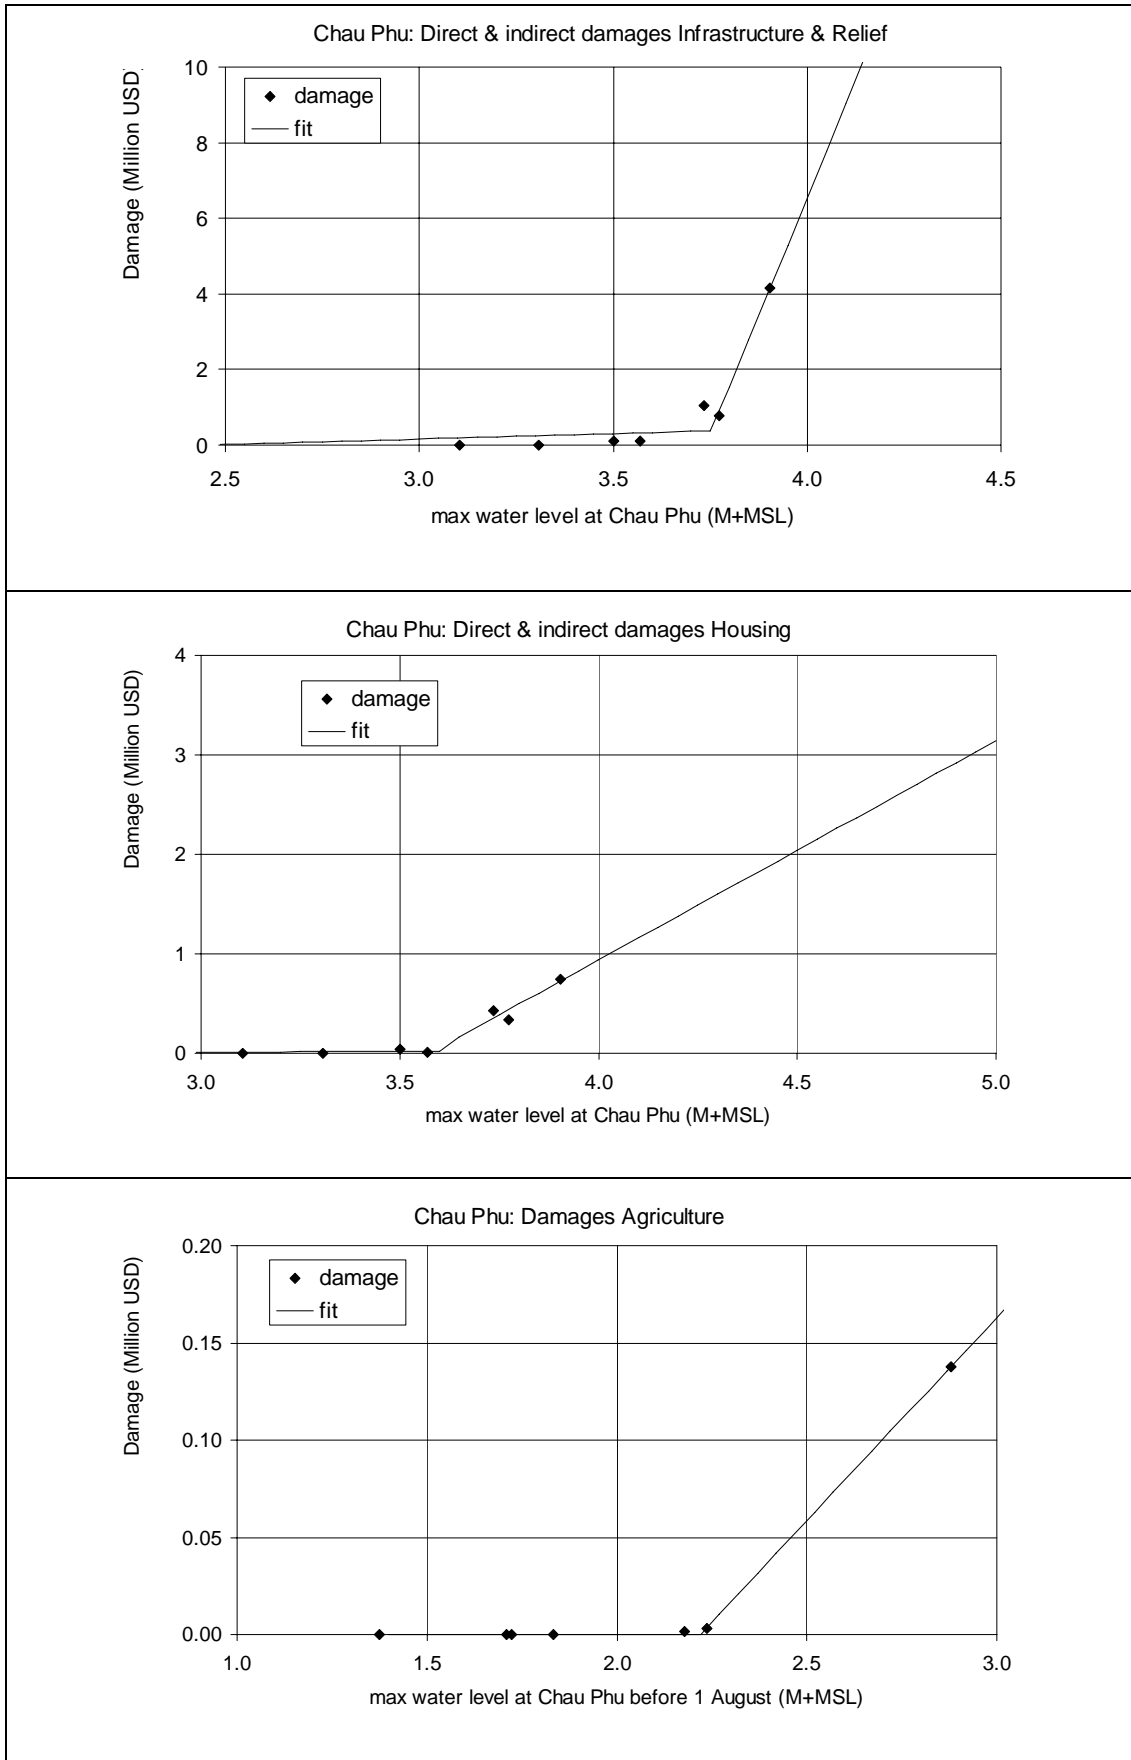 Chau Phu: Direct & indirect damages Infrastructure & Relief
Damage (Million USD)
10
8
6
4
2
0
damage
fit
2.5 3.0 3.5 4.0 4.5
max water level at Chau Phu (M+MSL)
Chau Phu: Direct & indirect damages Housing
Damage (Million USD)
4
3
2
1
0
damage
fit
3.0 3.5 4.0 4.5 5.0
max water level at Chau Phu (M+MSL)
Chau Phu: Damages Agriculture
Damage (Million USD)
0.20
0.15
0.10
0.05
0.00
damage
fit
1.0 1.5 2.0 2.5 3.0
max water level at Chau Phu before 1 August (M+MSL)